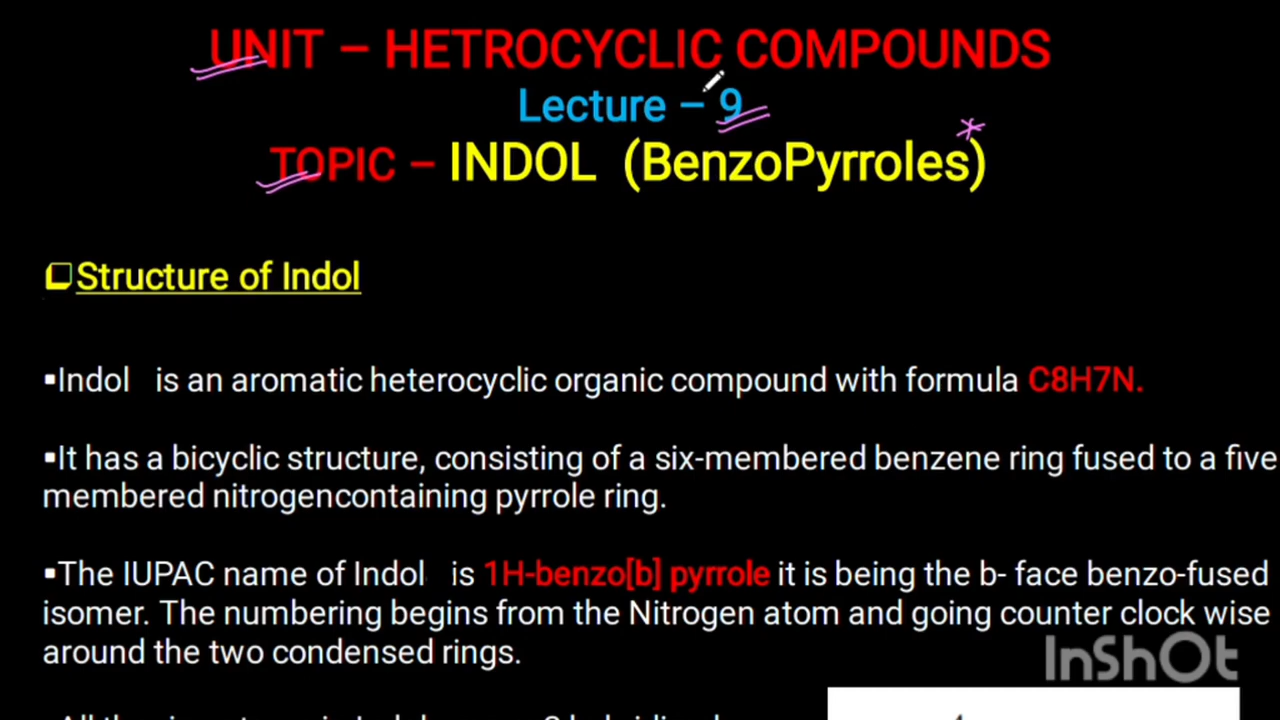 UNIT – HETROCYCLIC COMPOUNDS
Lecture – 9
TOPIC – INDOL (BenzoPyrroles)
Structure of Indol
▪Indol is an aromatic heterocyclic organic compound with formula C8H7N.
▪It has a bicyclic structure, consisting of a six-membered benzene ring fused to a five
membered nitrogencontaining pyrrole ring.
▪The IUPAC name of Indol is 1H-benzo[b] pyrrole it is being the b- face benzo-fused
isomer. The numbering begins from the Nitrogen atom and going counter clock wise
around the two condensed rings.
InShOt